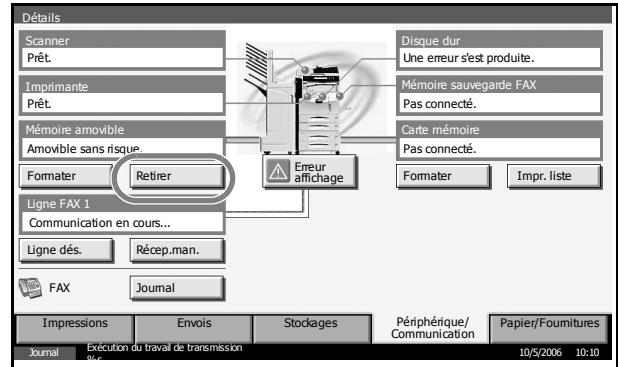 Détails
Scanner
Prêt.
Imprimante
Prêt.
Mémoire amovible
Amovible sans risque.
Formater
Retirer
Ligne FAX 1
Communication en cours...
Ligne dés.
Récep.man.
FAX
Journal
Erreur
affichage
Disque dur
Une erreur s'est produite.
Mémoire sauvegarde FAX
Pas connecté.
Carte mémoire
Pas connecté.
Formater
Impr. liste
Impressions
Envois
Stockages
Périphérique/
Communication
Papier/Fournitures
Journal
Exécution du travail de transmission
%s
10/5/2006 10:10